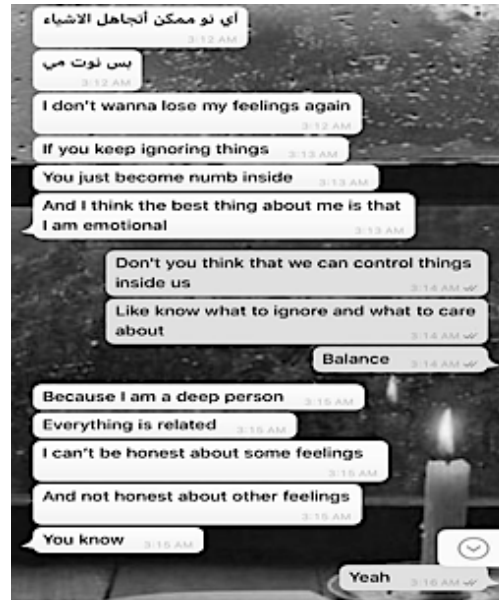 أي نو ممكن أتجاهل الاشياء
3:12 AM
بس نوت مي
3:12 AM
I don't wanna lose my feelings again
3:12 AM
If you keep ignoring things 3:13 AM
You just become numb inside 3:13 AM
And I think the best thing about me is that
I am emotional 3:13 AM
Don't you think that we can control things
inside us 3:14 AM
Like know what to ignore and what to care
about 3:14 AM
Balance 3:14 AM
Because I am a deep person 3:15 AM
Everything is related 3:15 AM
I can't be honest about some feelings
3:15 AM
And not honest about other feelings
3:15 AM
You know 3:15 AM
Yeah 3:16 AM